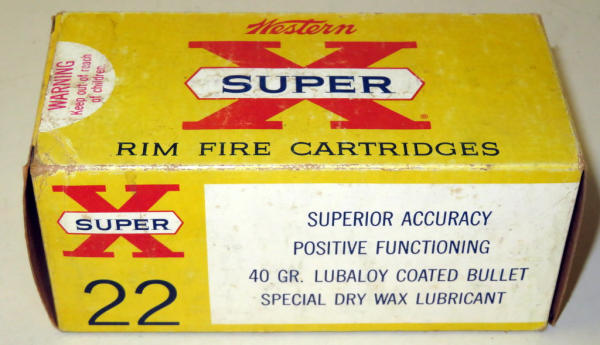 Western
X
SUPER
®
WARNING
Keep out of reach
of children.
RIM FIRE CARTRIDGES
X
SUPER
22
SUPERIOR ACCURACY
POSITIVE FUNCTIONING
40 GR. LUBALOY COATED BULLET
SPECIAL DRY WAX LUBRICANT